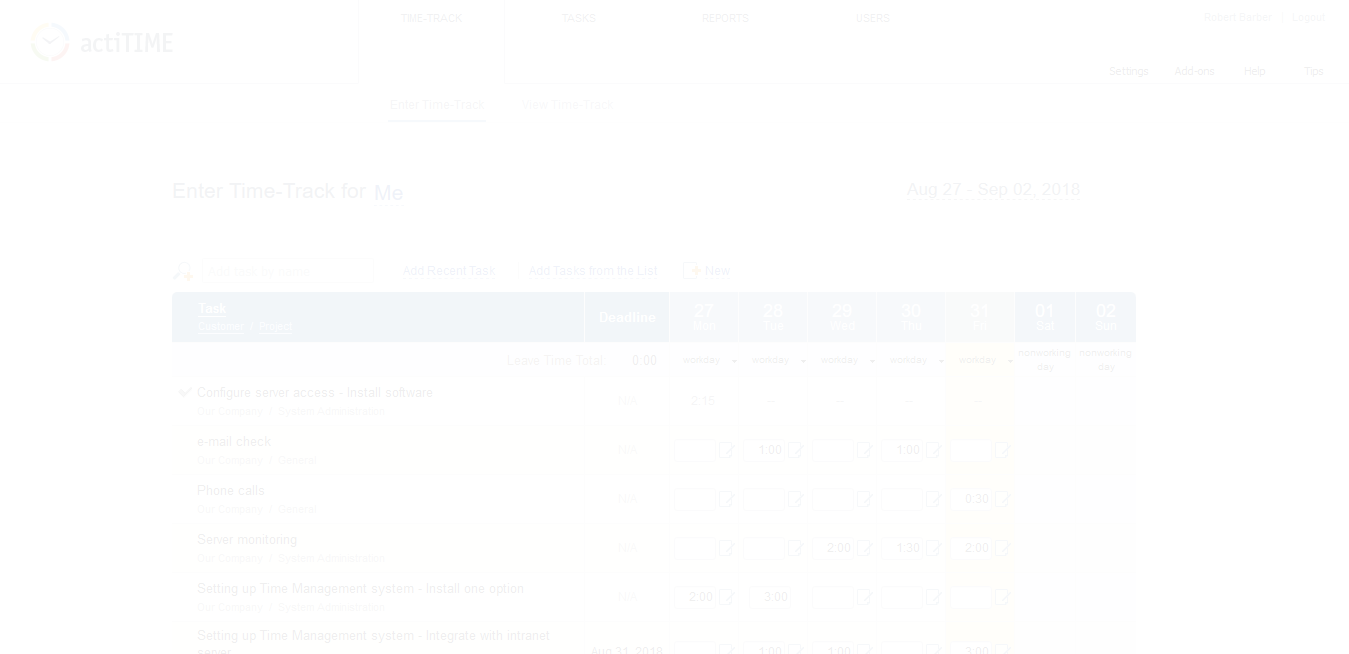 TIME-TRACK TASKS REPORTS USERS Robert Barber | Logout
actiTIME
Settings Add-ons Help Tips
Enter Time-Track View Time-Track
Enter Time-Track for Me Aug 27 - Sep 02, 2018
Add task by name Add Recent Task Add Tasks from the List New
Task Deadline 27 28 29 30 31 01 02
Customer / Project Mon Tue Wed Thu Fri Sat Sun
Leave Time Total: 0:00 workday workday workday workday workday nonworking day nonworking day
Configure server access - Install software
Our Company / System Administration N/A 2:15 -- -- -- --
e-mail check
Our Company / General N/A 1:00 1:00
Phone calls
Our Company / General N/A 0:30
Server monitoring
Our Company / System Administration N/A 2:00 1:30 2:00
Setting up Time Management system - Install one option
Our Company / System Administration N/A 2:00 3:00
Setting up Time Management system - Integrate with intranet
server Aug 31, 2018 1:00 1:00 3:00